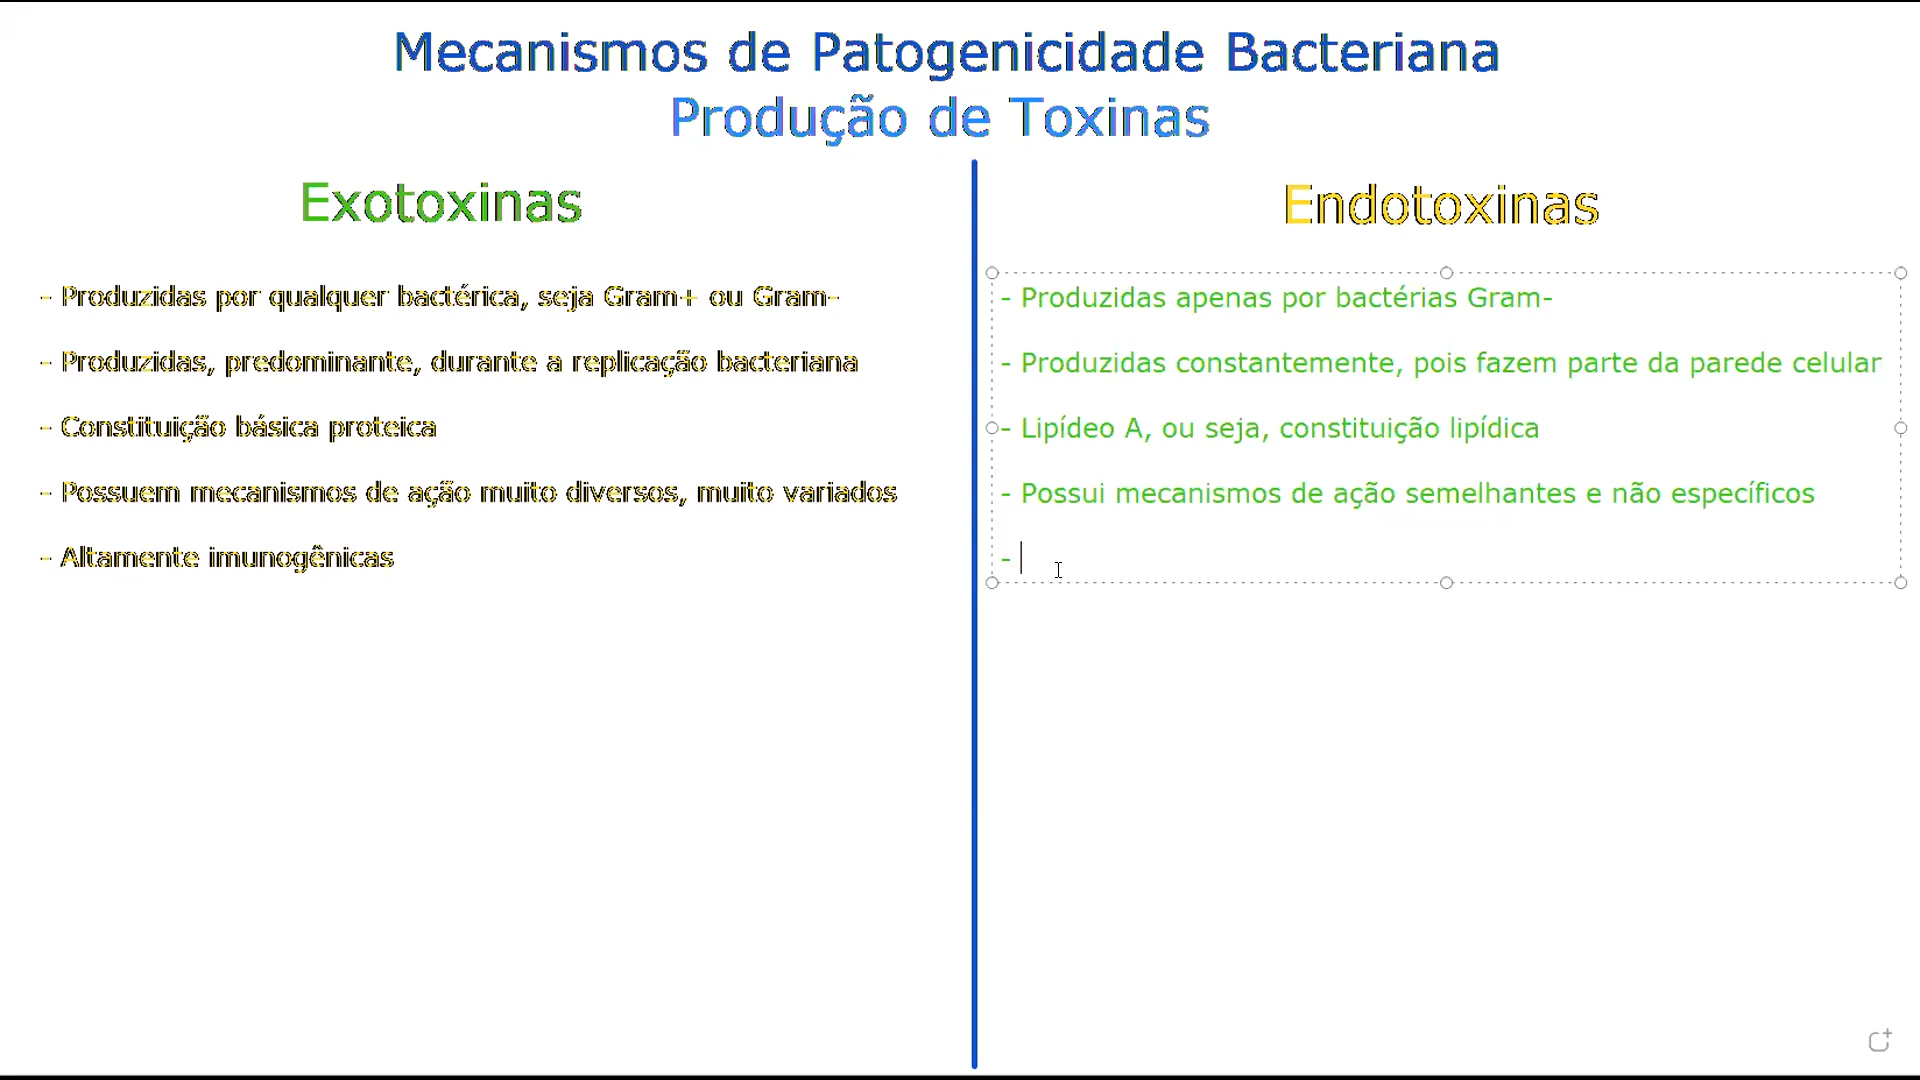 Mecanismos de Patogenicidade Bacteriana
Produção de Toxinas
Exotoxinas
- Produzidas por qualquer bactérica, seja Gram+ ou Gram-
- Produzidas, predominante, durante a replicação bacteriana
- Constituição básica proteica
- Possuem mecanismos de ação muito diversos, muito variados
- Altamente imunogênicas
Endotoxinas
- Produzidas apenas por bactérias Gram-
- Produzidas constantemente, pois fazem parte da parede celular
- Lipídeo A, ou seja, constituição lipídica
- Possui mecanismos de ação semelhantes e não específicos
-